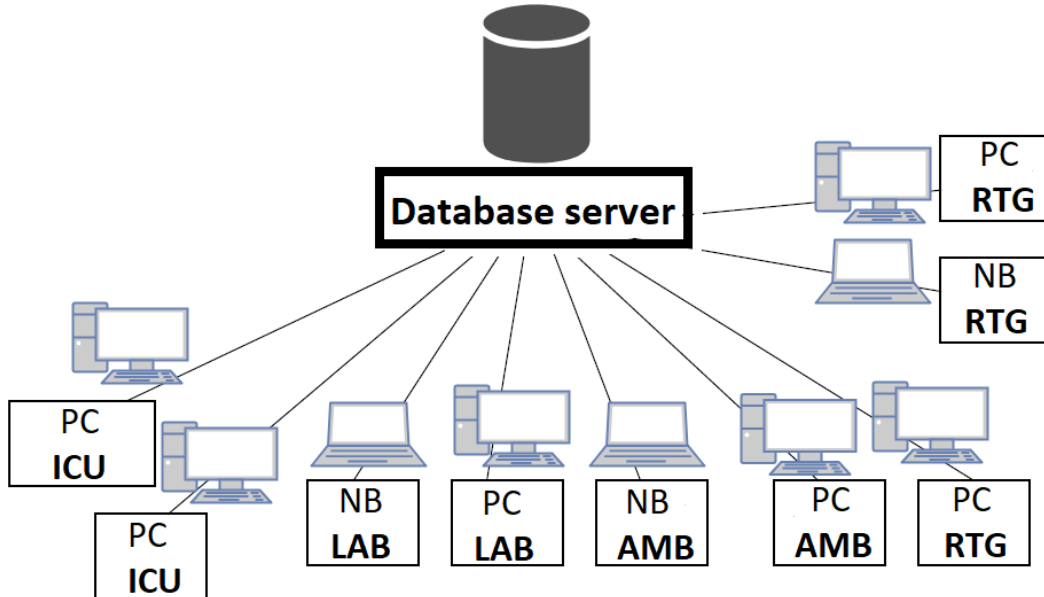 Database server
PC
RTG
NB
RTG
PC
ICU
PC
ICU
NB
LAB
PC
LAB
NB
AMB
PC
AMB
PC
RTG